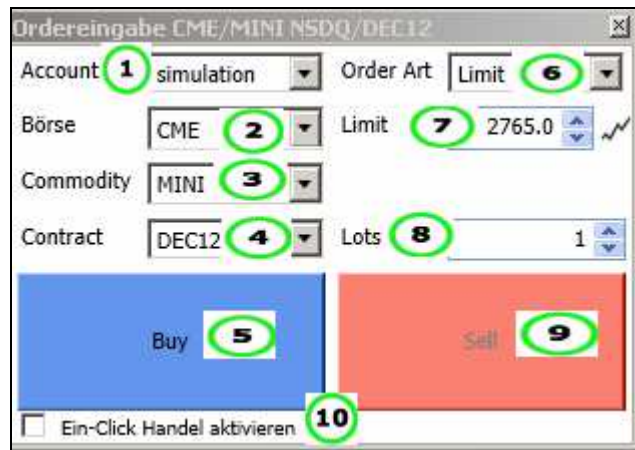 Ordereingabe CME/MINI NSDQ/DEC12
Account 1 simulation Order Art Limit 6
Börse CME 2 Limit 7 2765.0
Commodity MINI 3
Contract DEC12 4 Lots 8 1
Buy 5 Sell 9
Ein-Click Handel aktivieren 10